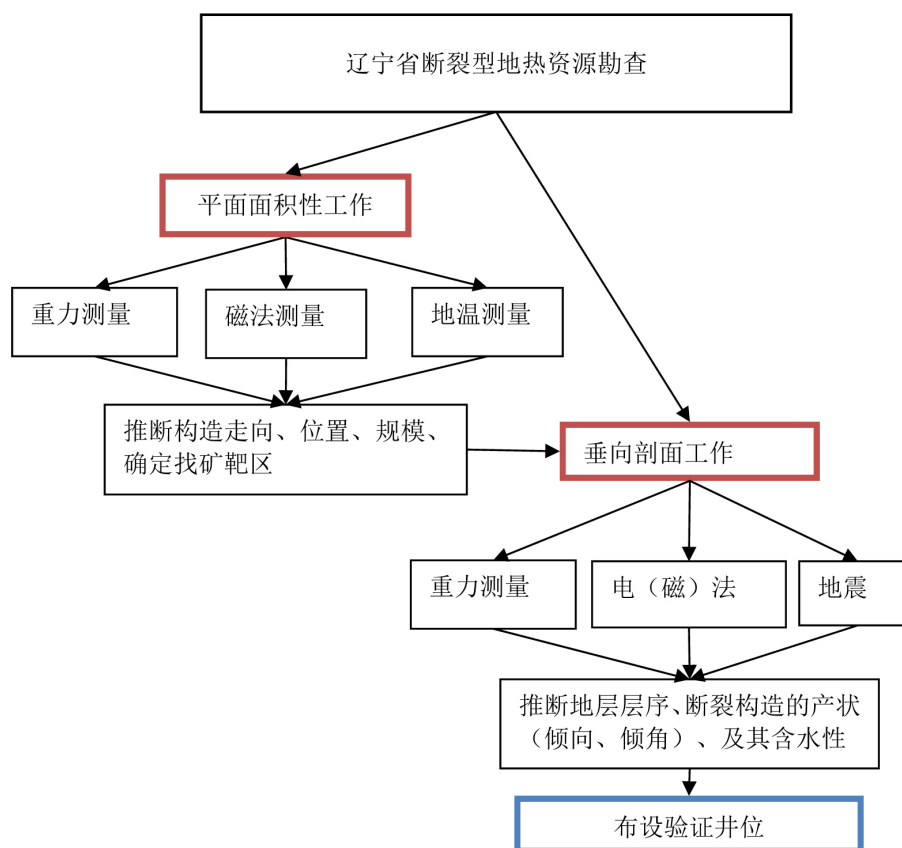 辽宁省断裂型地热资源勘查
平面面积性工作
重力测量
磁法测量
地温测量
推断构造走向、位置、规模、
确定找矿靶区
垂向剖面工作
重力测量
电（磁）法
地震
推断地层层序、断裂构造的产状
（倾向、倾角）、及其含水性
布设验证井位